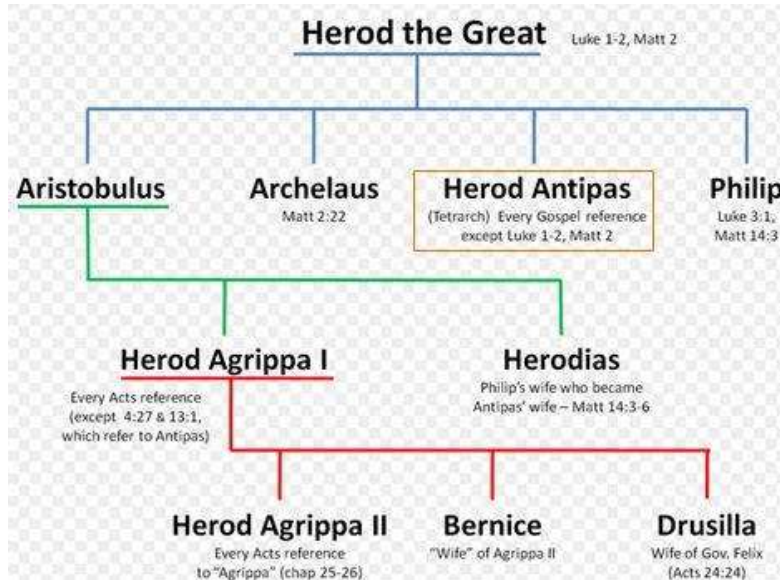 Herod the Great
Luke 1-2, Matt 2
Aristobulus
Archelaus
Matt 2:22
Herod Antipas
(Tetrarch) Every Gospel reference
except Luke 1-2, Matt 2
Philip
Luke 3:1,
Matt 14:3
Herod Agrippa I
Every Acts reference
(except 4:27 & 13:1,
which refer to Antipas)
Herodias
Philip's wife who became
Antipas' wife – Matt 14:3-6
Herod Agrippa II
Every Acts reference
to "Agrippa" (chap 25-26)
Bernice
"Wife" of Agrippa II
Drusilla
Wife of Gov. Felix
(Acts 24:24)